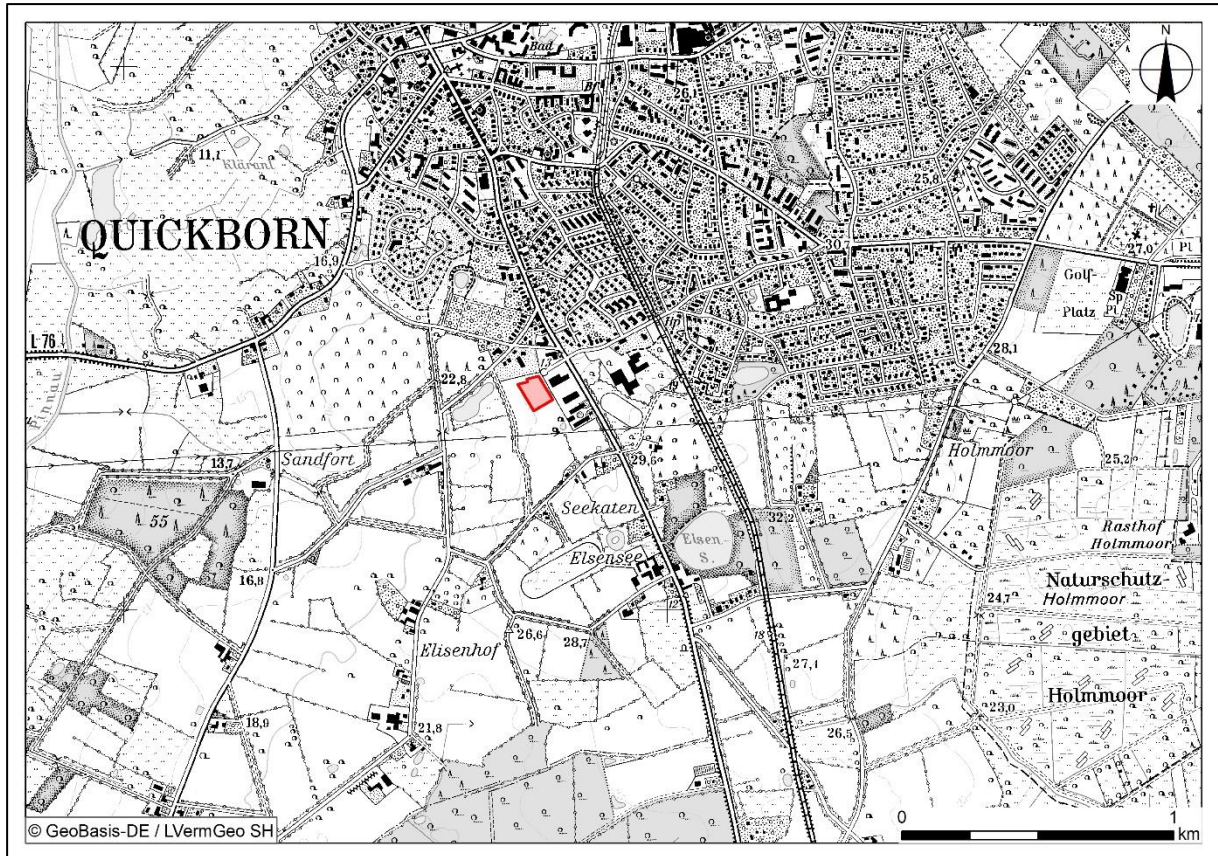 N
Bad
26,1
11,1
Kläranl
5,8
QUICKBORN
30
27,0
Pl
16,9
Golf-
Platz
Sp
Pl
L 76
28,1
22,8
Pinnau
13,7
Sandfort
29,6
Holmmoor
25,2
55
Seekaten
32,2
Rasthof
Holmmoor
Elsen-
S.
Elsensee
16,8
Naturschutz-
24,7
Holmmoor
gebiet
26,6
28,7
Elisenhof
18
27,1
Holmmoor
18,9
21,8
23,0
26,5
0
1
km
© GeoBasis-DE / LVermGeo SH